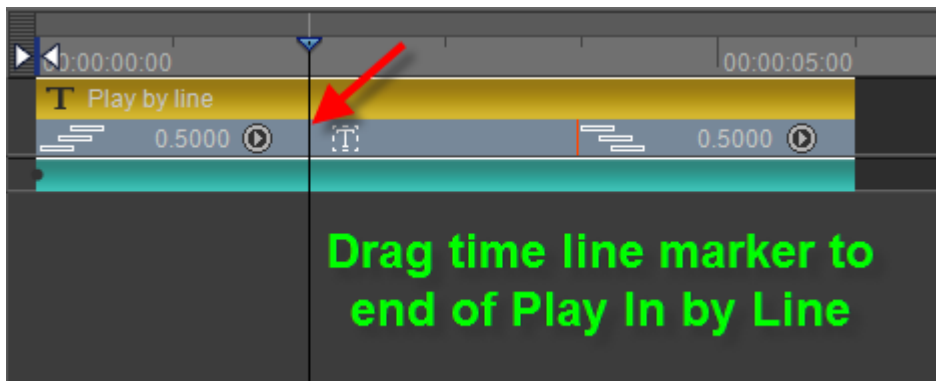 00:00:00:00
00:00:05:00
T Play by line
0.5000
T
0.5000
Drag time line marker to
end of Play In by Line